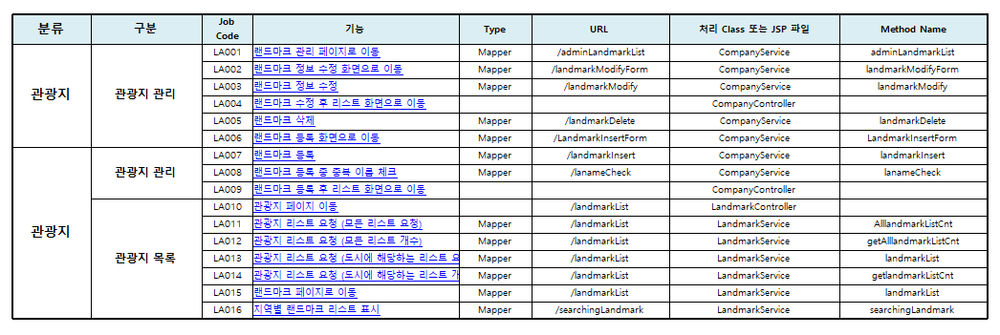 분류 구분 Job Code 기능 Type URL 처리 Class 또는 JSP 파일 Method Name
관광지 관광지 관리 LA001 랜드마크 관리 페이지로 이동 Mapper /adminLandmarkList CompanyService adminLandmarkList
LA002 랜드마크 정보 수정 화면으로 이동 Mapper /landmarkModifyForm CompanyService landmarkModifyForm
LA003 랜드마크 정보 수정 Mapper /landmarkModify CompanyService landmarkModify
LA004 랜드마크 수정 후 리스트 화면으로 이동 CompanyController
LA005 랜드마크 삭제 Mapper /landmarkDelete CompanyService landmarkDelete
LA006 랜드마크 등록 화면으로 이동 Mapper /LandmarkInsertForm CompanyService LandmarkInsertForm
관광지 관광지 관리 LA007 랜드마크 등록 Mapper /landmarkInsert CompanyService landmarkInsert
LA008 랜드마크 등록 중 중복 이름 체크 Mapper /lanameCheck CompanyService lanameCheck
LA009 랜드마크 등록 후 리스트 화면으로 이동 CompanyController
관광지 목록 LA010 관광지 페이지 이동 /landmarkList LandmarkController
LA011 관광지 리스트 요청 (모든 리스트 요청) Mapper /landmarkList LandmarkService AlllandmarkListCnt
LA012 관광지 리스트 요청 (모든 리스트 개수) Mapper /landmarkList LandmarkService getAlllandmarkListCnt
LA013 관광지 리스트 요청 (도시에 해당하는 리스트 요 Mapper /landmarkList LandmarkService landmarkList
LA014 관광지 리스트 요청 (도시에 해당하는 리스트 개 Mapper /landmarkList LandmarkService getlandmarkListCnt
LA015 랜드마크 페이지로 이동 Mapper /landmarkList LandmarkService landmarkList
LA016 지역별 랜드마크 리스트 표시 Mapper /searchingLandmark LandmarkService searchingLandmark